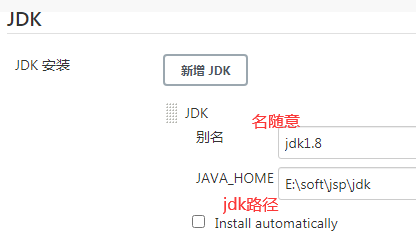 JDK
JDK 安装
新增 JDK
JDK
别名
名随意
jdk1.8
JAVA_HOME
E:\soft\jsp\jdk
jdk路径
Install automatically